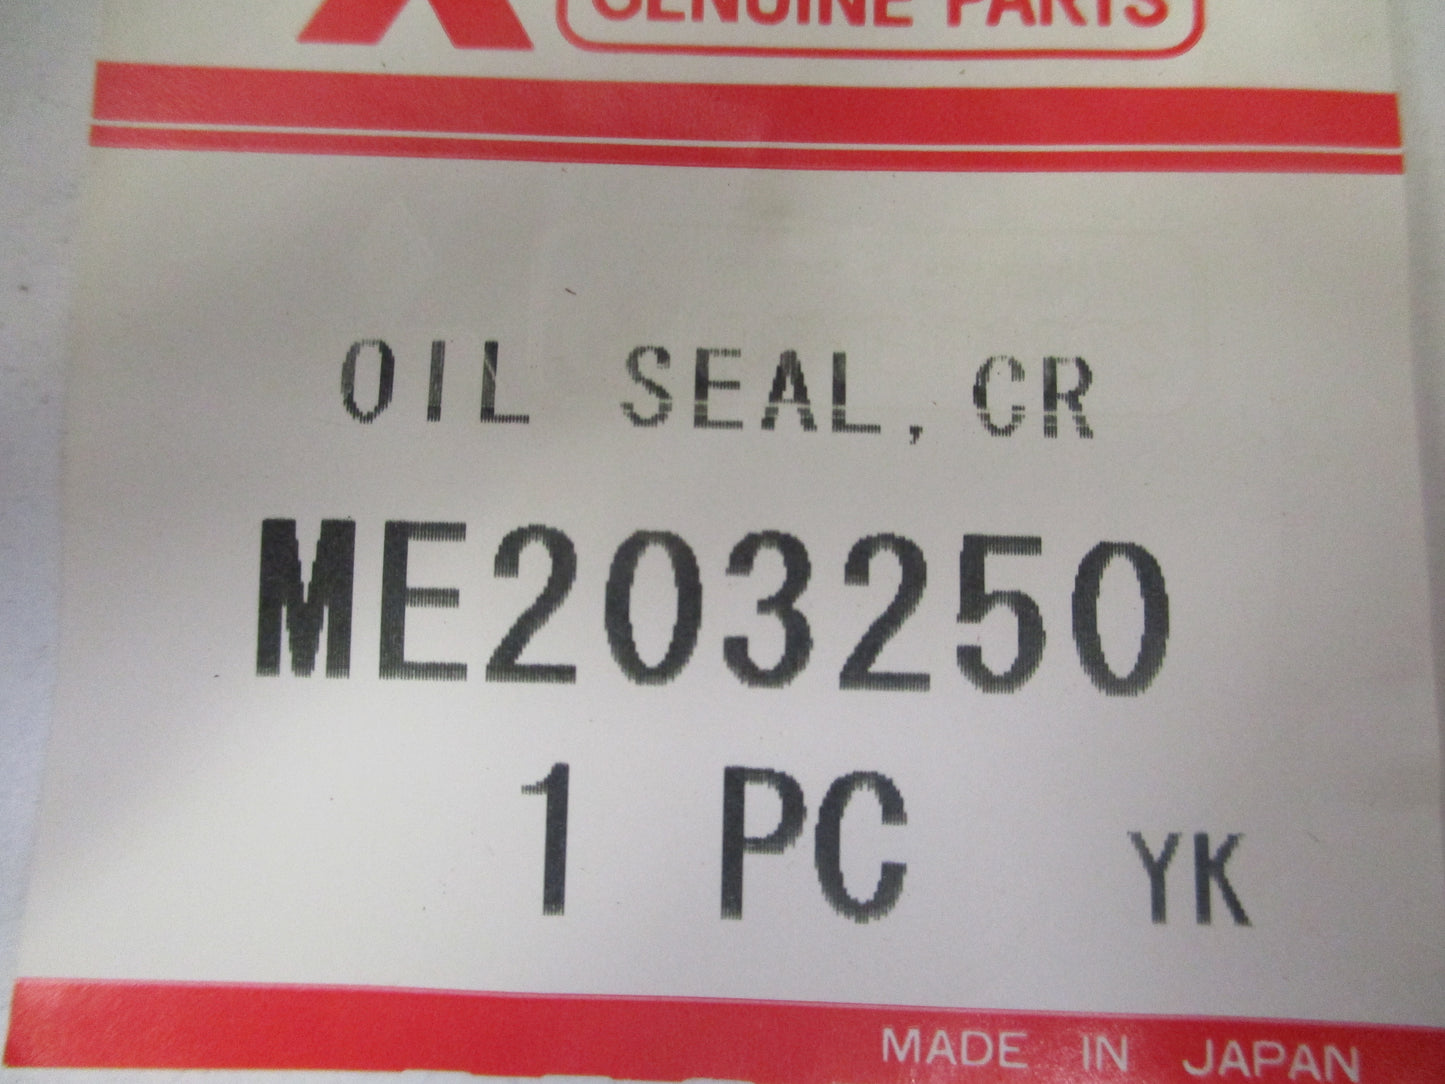 GENUINE PARTS
OIL SEAL, CR
ME203250
1 PC YK
MADE IN JAPAN